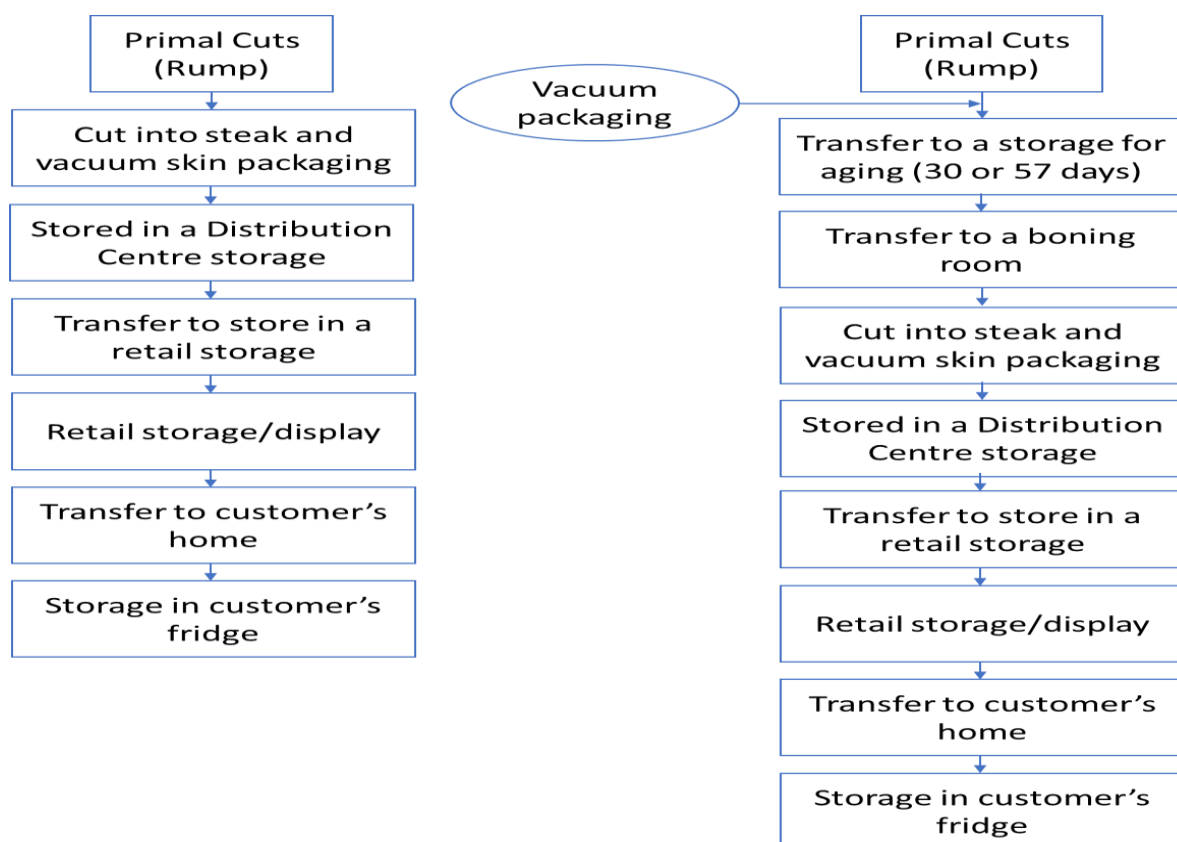 Primal Cuts
(Rump)
Cut into steak and
vacuum skin packaging
Stored in a Distribution
Centre storage
Transfer to store in a
retail storage
Retail storage/display
Transfer to customer’s
home
Storage in customer’s
fridge
Vacuum
packaging
Primal Cuts
(Rump)
Transfer to a storage for
aging (30 or 57 days)
Transfer to a boning
room
Cut into steak and
vacuum skin packaging
Stored in a Distribution
Centre storage
Transfer to store in a
retail storage
Retail storage/display
Transfer to customer’s
home
Storage in customer’s
fridge